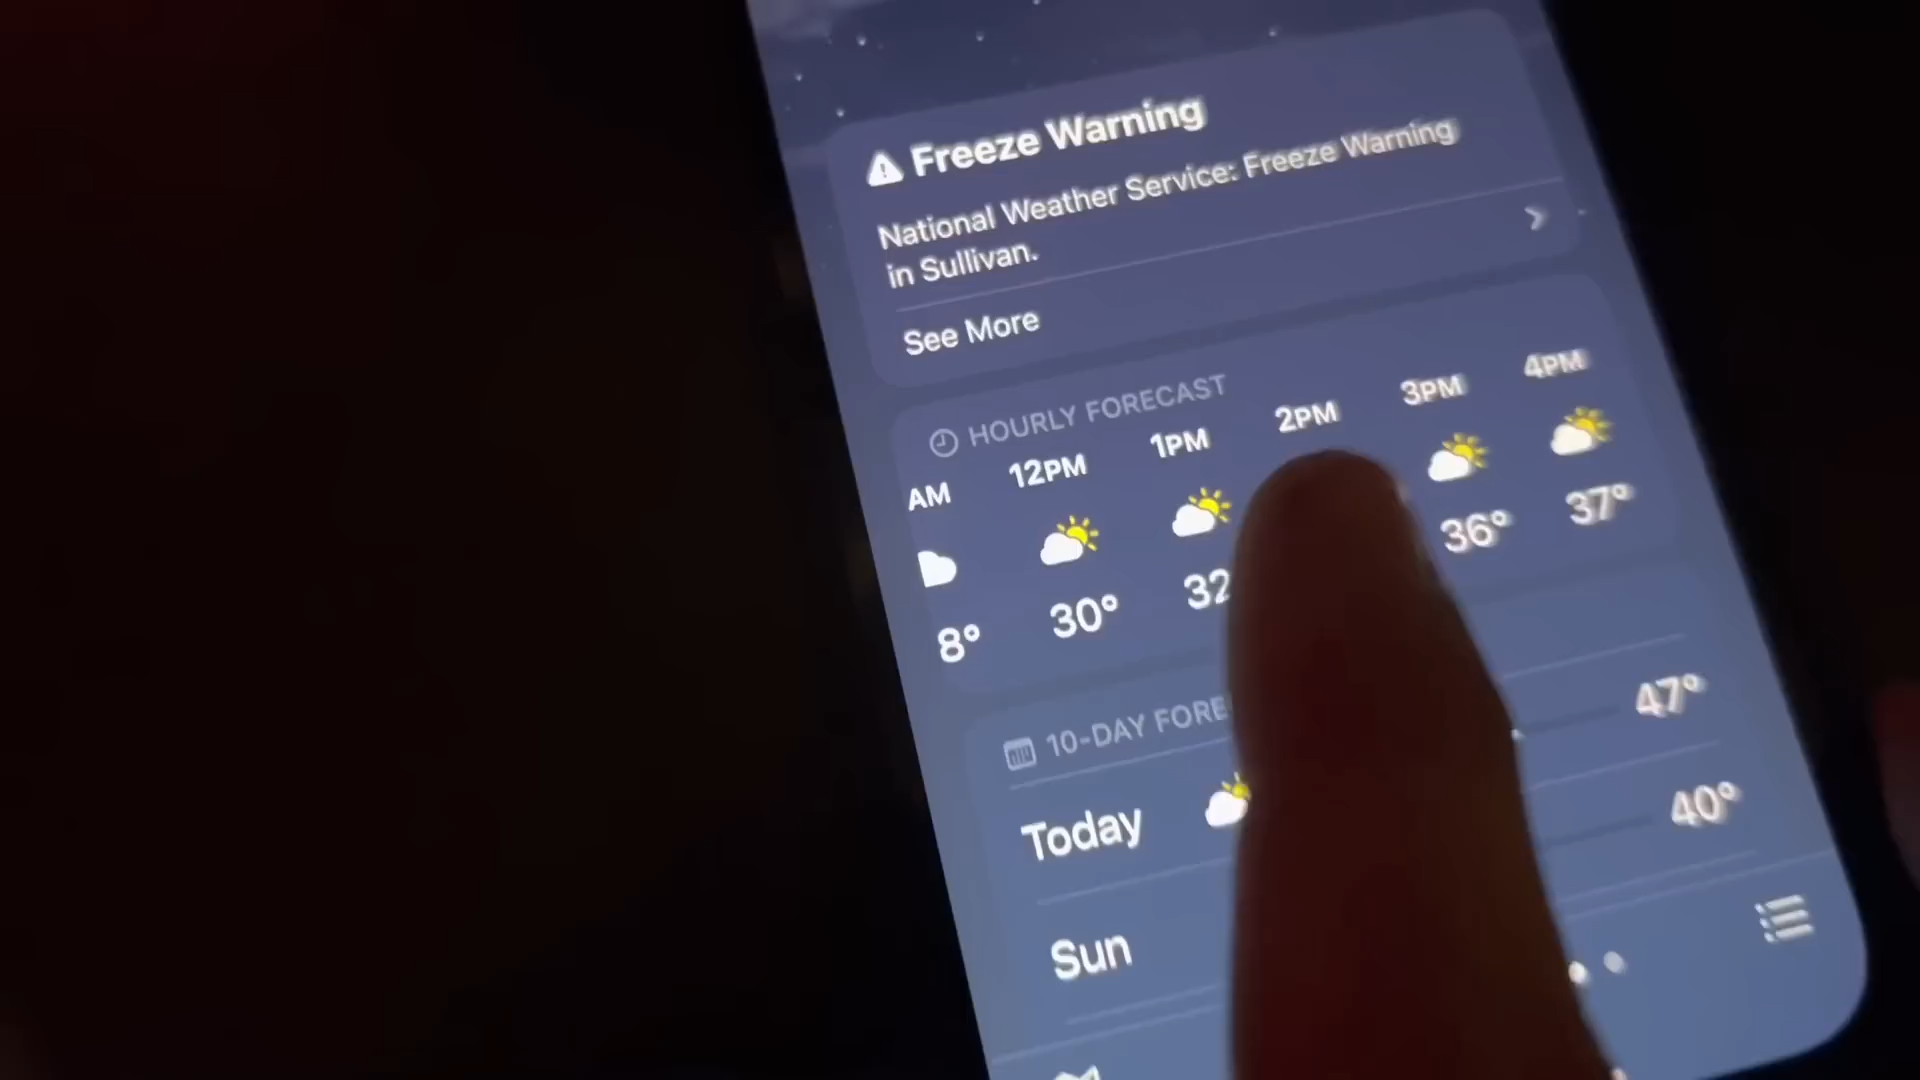 Freeze Warning
National Weather Service: Freeze Warning
in Sullivan.
See More
HOURLY FORECAST
AM 12PM 1PM 2PM 3PM 4PM
8° 30° 32 36° 37°
10-DAY FORE
Today 47°
Sun 40°